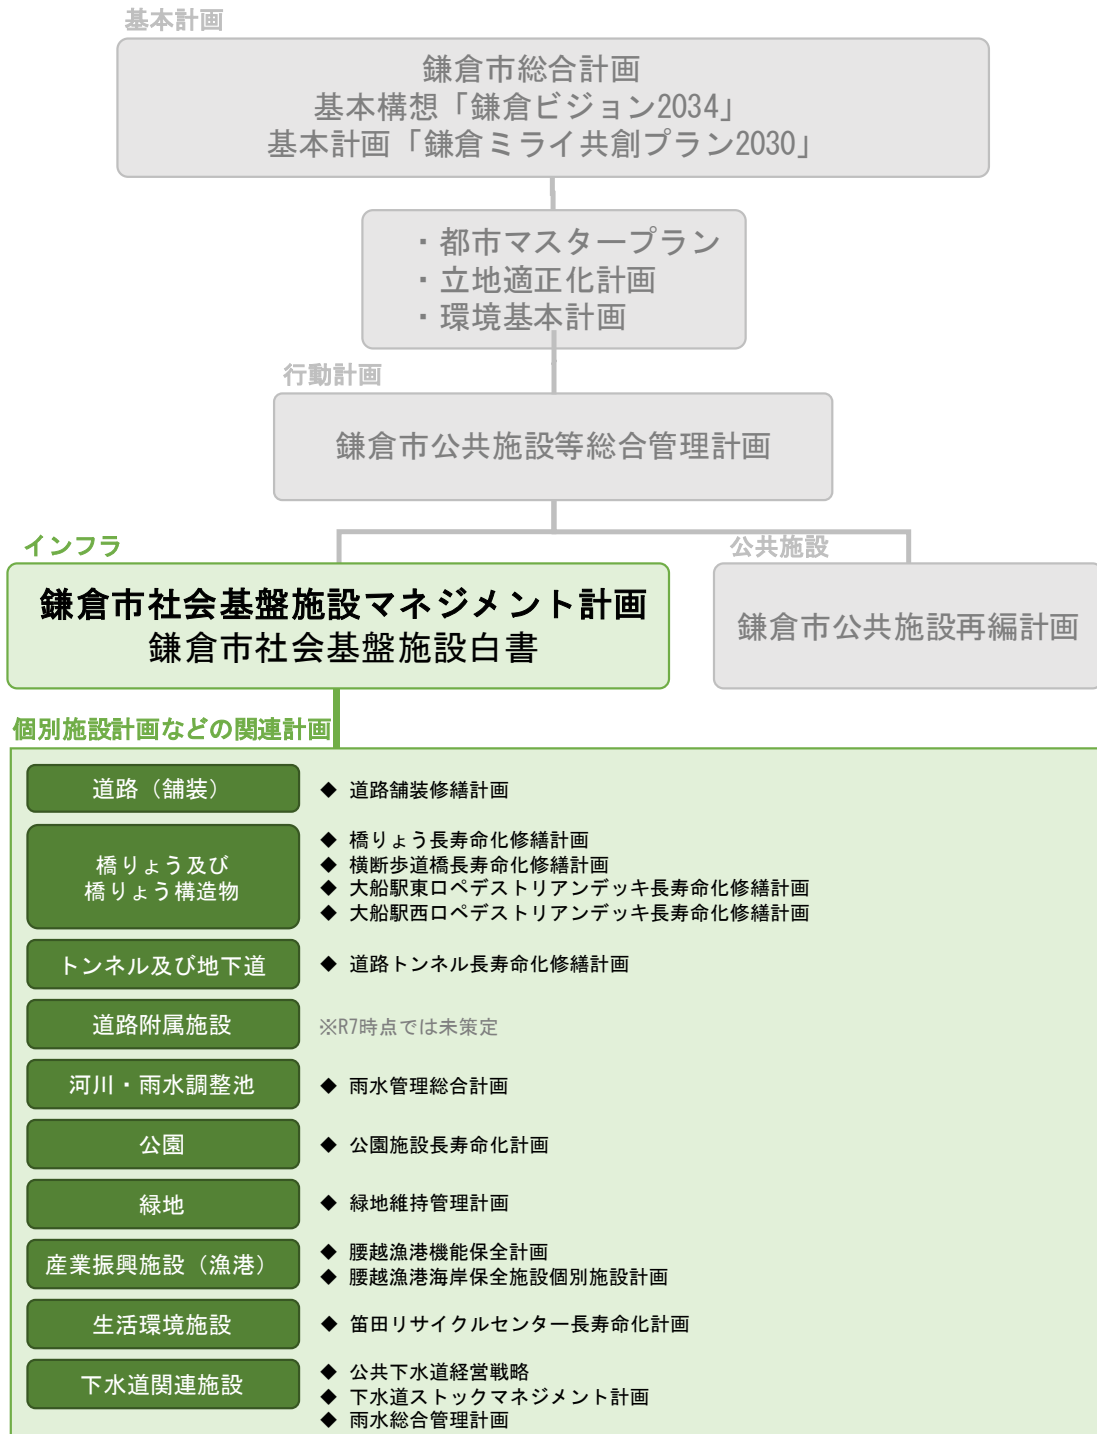 基本計画
鎌倉市総合計画
基本構想「鎌倉ビジョン2034」
基本計画「鎌倉ミライ共創プラン2030」
・都市マスタープラン
・立地適正化計画
・環境基本計画
行動計画
鎌倉市公共施設等総合管理計画
インフラ
鎌倉市社会基盤施設マネジメント計画
鎌倉市社会基盤施設白書
公共施設
鎌倉市公共施設再編計画
個別施設計画などの関連計画
道路（舗装）
◆ 道路舗装修繕計画
橋りょう及び
橋りょう構造物
◆ 橋りょう長寿命化修繕計画
◆ 横断歩道橋長寿命化修繕計画
◆ 大船駅東口ペデストリアンデッキ長寿命化修繕計画
◆ 大船駅西口ペデストリアンデッキ長寿命化修繕計画
トンネル及び地下道
◆ 道路トンネル長寿命化修繕計画
道路附属施設
※R7時点では未策定
河川・雨水調整池
◆ 雨水管理総合計画
公園
◆ 公園施設長寿命化計画
緑地
◆ 緑地維持管理計画
産業振興施設（漁港）
◆ 腰越漁港機能保全計画
◆ 腰越漁港海岸保全施設個別施設計画
生活環境施設
◆ 笛田リサイクルセンター長寿命化計画
下水道関連施設
◆ 公共下水道経営戦略
◆ 下水道ストックマネジメント計画
◆ 雨水総合管理計画